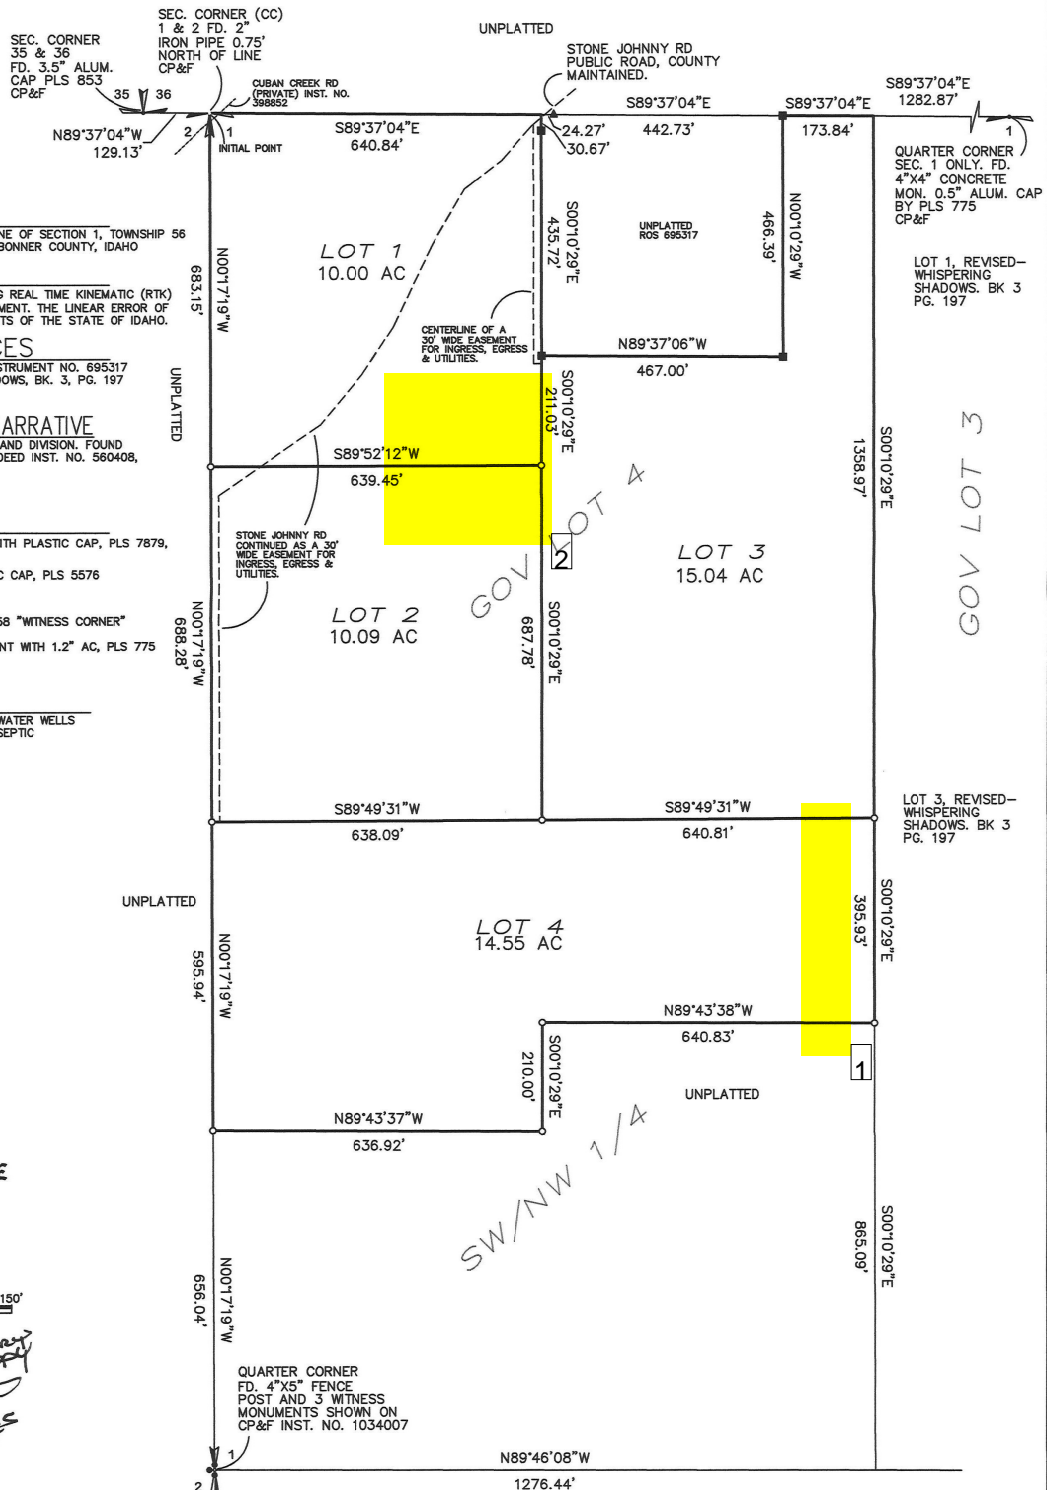 SEC. CORNER
35 & 36
FD. 3.5" ALUM.
CAP PLS 853
CP&F
SEC. CORNER (CC)
1 & 2 FD. 2"
IRON PIPE 0.75'
NORTH OF LINE
CP&F
UNPLATTED
STONE JOHNNY RD
PUBLIC ROAD, COUNTY
MAINTAINED.
CUBAN CREEK RD
(PRIVATE) INST. NO.
398852
35 36
2 1
INITIAL POINT
N89°37'04"W
129.13'
S89°37'04"E
640.84'
24.27'
30.67'
S89°37'04"E
442.73'
S89°37'04"E
173.84'
S89°37'04"E
1282.87'
1
QUARTER CORNER
SEC. 1 ONLY. FD.
4"X4" CONCRETE
MON. 0.5" ALUM. CAP
BY PLS 775
CP&F
NE OF SECTION 1, TOWNSHIP 56
BONNER COUNTY, IDAHO
G REAL TIME KINEMATIC (RTK)
MENT. THE LINEAR ERROR OF
TS OF THE STATE OF IDAHO.
CES
STRUMENT NO. 695317
DOWS, BK. 3, PG. 197
ARRATIVE
AND DIVISION. FOUND
DEED INST. NO. 560408,
ITH PLASTIC CAP, PLS 7879,
C CAP, PLS 5576
58 "WITNESS CORNER"
NT WITH 1.2" AC, PLS 775
WATER WELLS
SEPTIC
N00°17'19"W
683.15'
UNPLATTED
LOT 1
10.00 AC
S00°10'29"E
435.72'
UNPLATTED
ROS 695317
N00°10'29"W
466.39'
LOT 1, REVISED-
WHISPERING
SHADOWS. BK 3
PG. 197
CENTERLINE OF A
30' WIDE EASEMENT
FOR INGRESS, EGRESS
& UTILITIES.
N89°37'06"W
467.00'
S00°10'29"E
211.03'
S89°52'12"W
639.45'
GOV LOT 4
2
S00°10'29"E
1358.97'
GOV LOT 3
STONE JOHNNY RD
CONTINUED AS A 30'
WIDE EASEMENT FOR
INGRESS, EGRESS &
UTILITIES.
LOT 3
15.04 AC
LOT 2
10.09 AC
N00°17'19"W
688.28'
S00°10'29"E
687.78'
S89°49'31"W
638.09'
S89°49'31"W
640.81'
LOT 3, REVISED-
WHISPERING
SHADOWS. BK 3
PG. 197
UNPLATTED
LOT 4
14.55 AC
N00°17'19"W
595.94'
S00°10'29"E
395.93'
N89°43'38"W
640.83'
1
S00°10'29"E
210.00'
UNPLATTED
N89°43'37"W
636.92'
SW/NW 1/4
S00°10'29"E
865.09'
N00°17'19"W
656.04'
150'
QUARTER CORNER
FD. 4"X5" FENCE
POST AND 3 WITNESS
MONUMENTS SHOWN ON
CP&F INST. NO. 1034007
1
2
N89°46'08"W
1276.44'